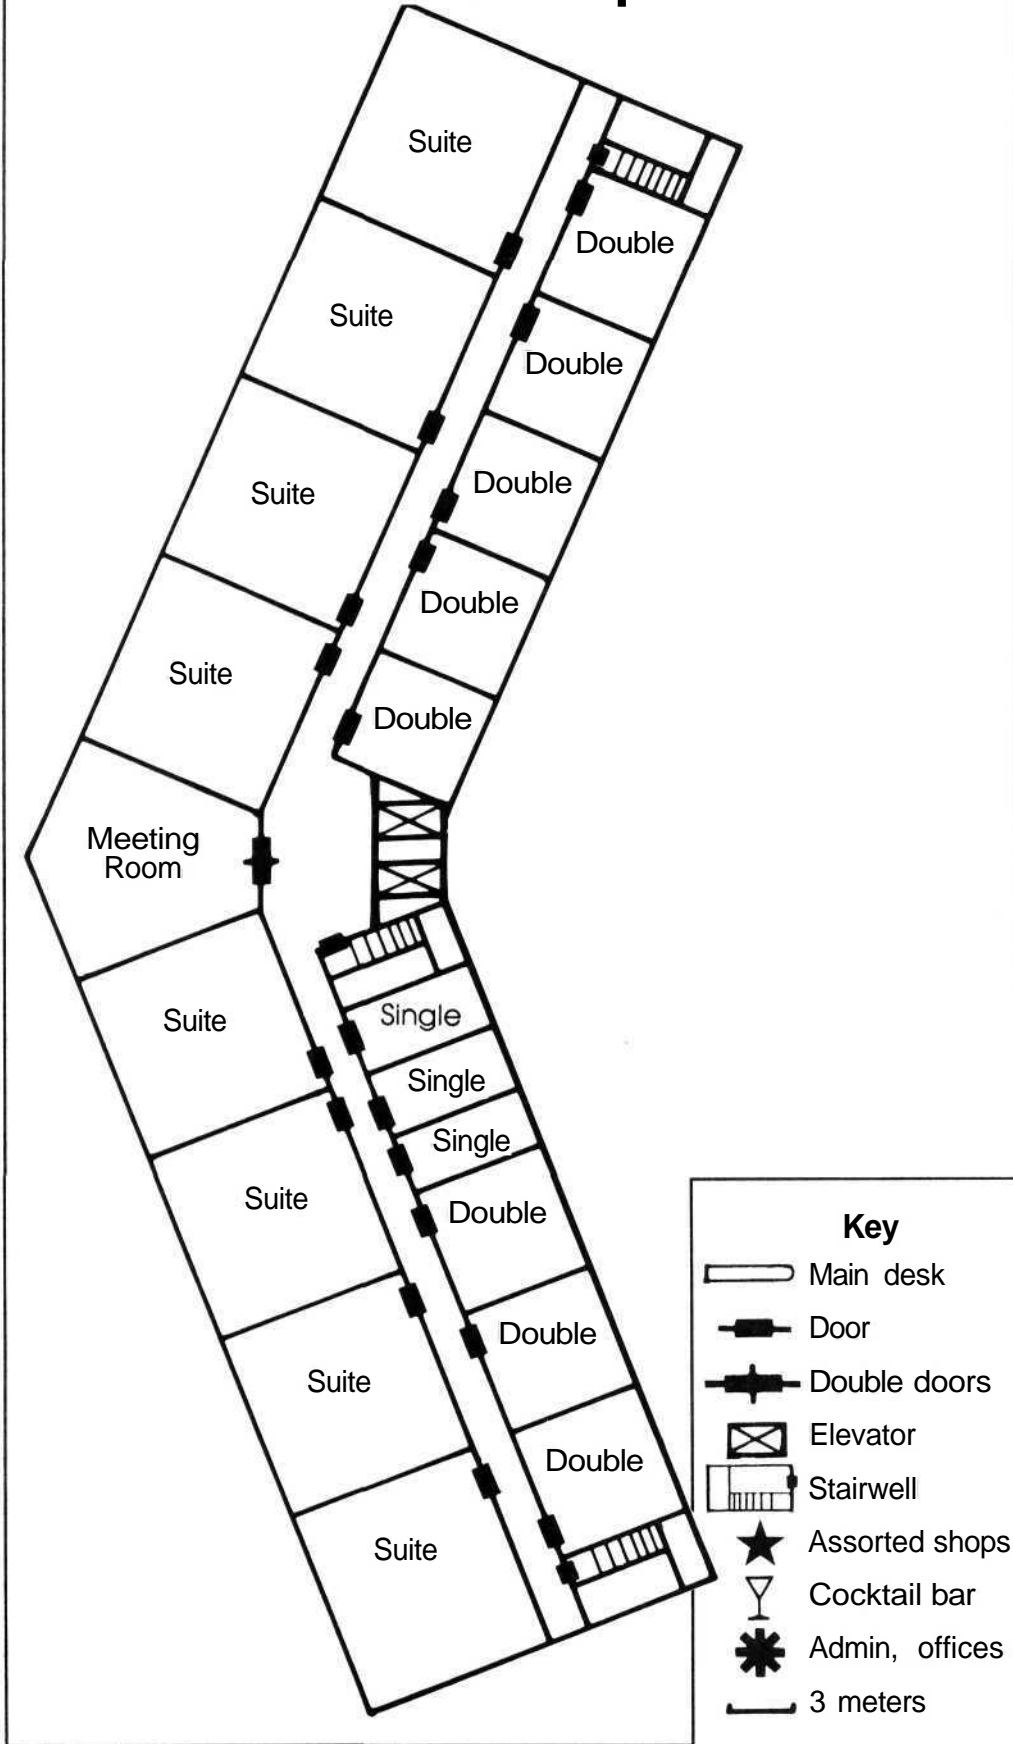 Suite
Double
Suite
Double
Suite
Double
Double
Suite
Double
Meeting
Room
Suite
Single
Single
Single
Suite
Double
Double
Suite
Double
Suite
Key
Main desk
Door
Double doors
Elevator
Stairwell
Assorted shops
Cocktail bar
Admin, offices
3 meters